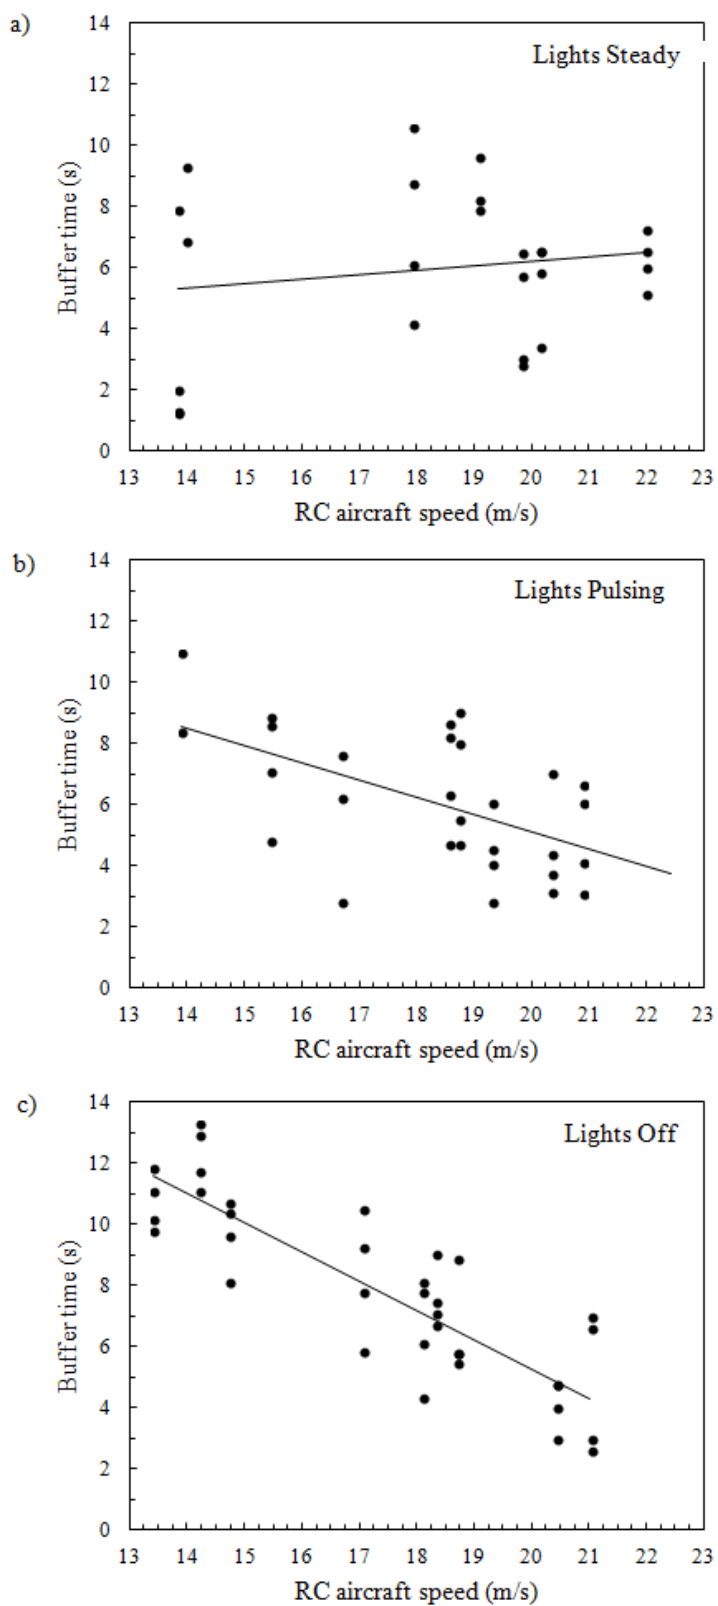 a)
Lights Steady
Buffer time (s)
14
12
10
8
6
4
2
0
13 14 15 16 17 18 19 20 21 22 23
RC aircraft speed (m/s)
b)
Lights Pulsing
Buffer time (s)
14
12
10
8
6
4
2
0
13 14 15 16 17 18 19 20 21 22 23
RC aircraft speed (m/s)
c)
Lights Off
Buffer time (s)
14
12
10
8
6
4
2
0
13 14 15 16 17 18 19 20 21 22 23
RC aircraft speed (m/s)